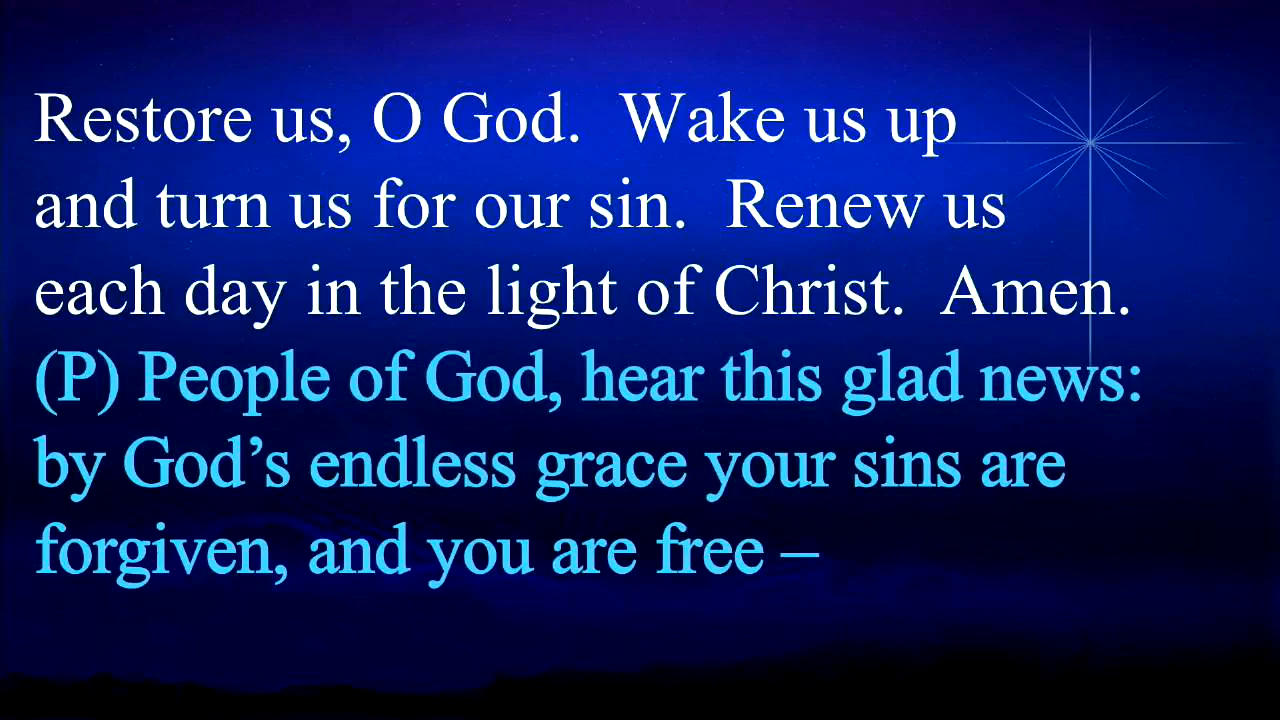 Restore us, O God.  Wake us up
and turn us for our sin.  Renew us
each day in the light of Christ.  Amen.
(P) People of God, hear this glad news:
by God’s endless grace your sins are
forgiven, and you are free –